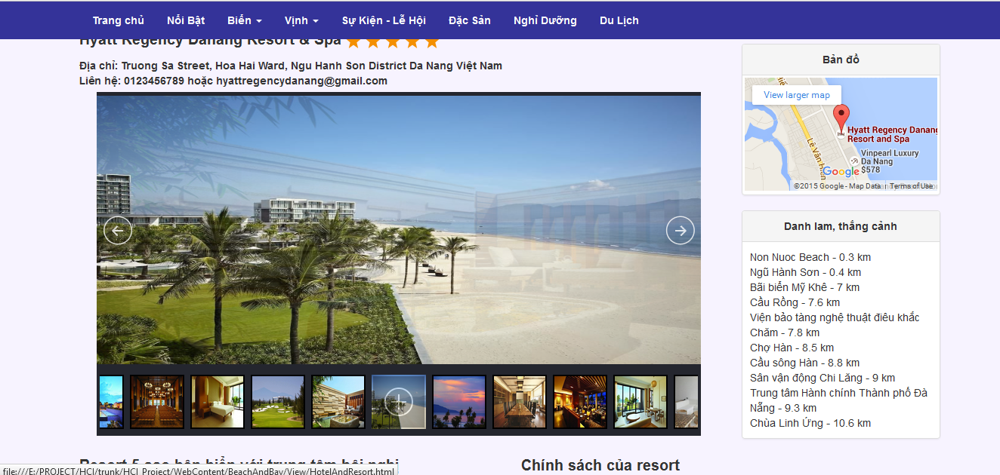 Trang chủ Nổi Bật Biển Vịnh Sự Kiện - Lễ Hội Đặc Sản Nghỉ Dưỡng Du Lịch
Hyatt Regency Danang Resort & Spa
Địa chỉ: Truong Sa Street, Hoa Hai Ward, Ngu Hanh Son District Da Nang Việt Nam
Liên hệ: 0123456789 hoặc hyattregencydanang@gmail.com
Bản đồ
View larger map
Hyatt Regency Danang
Resort and Spa
Lê Văn Hiến
Vinpearl Luxury
Da Nang
$578
Google
©2015 Google - Map Data Terms of Use
Danh lam, thắng cảnh
Non Nuoc Beach - 0.3 km
Ngũ Hành Sơn - 0.4 km
Bãi biển Mỹ Khê - 7 km
Cầu Rồng - 7.6 km
Viện bảo tàng nghệ thuật điêu khắc
Chăm - 7.8 km
Chợ Hàn - 8.5 km
Cầu sông Hàn - 8.8 km
Sân vận động Chi Lăng - 9 km
Trung tâm Hành chính Thành phố Đà
Nẵng - 9.3 km
Chùa Linh Ứng - 10.6 km
Resort 5 sao bên biển với trung tâm hội nghị
Chính sách của resort
file:///E:/PROJECT/HCI/trunk/HCI_Project/WebContent/BeachAndBay/View/HotelAndResort.html